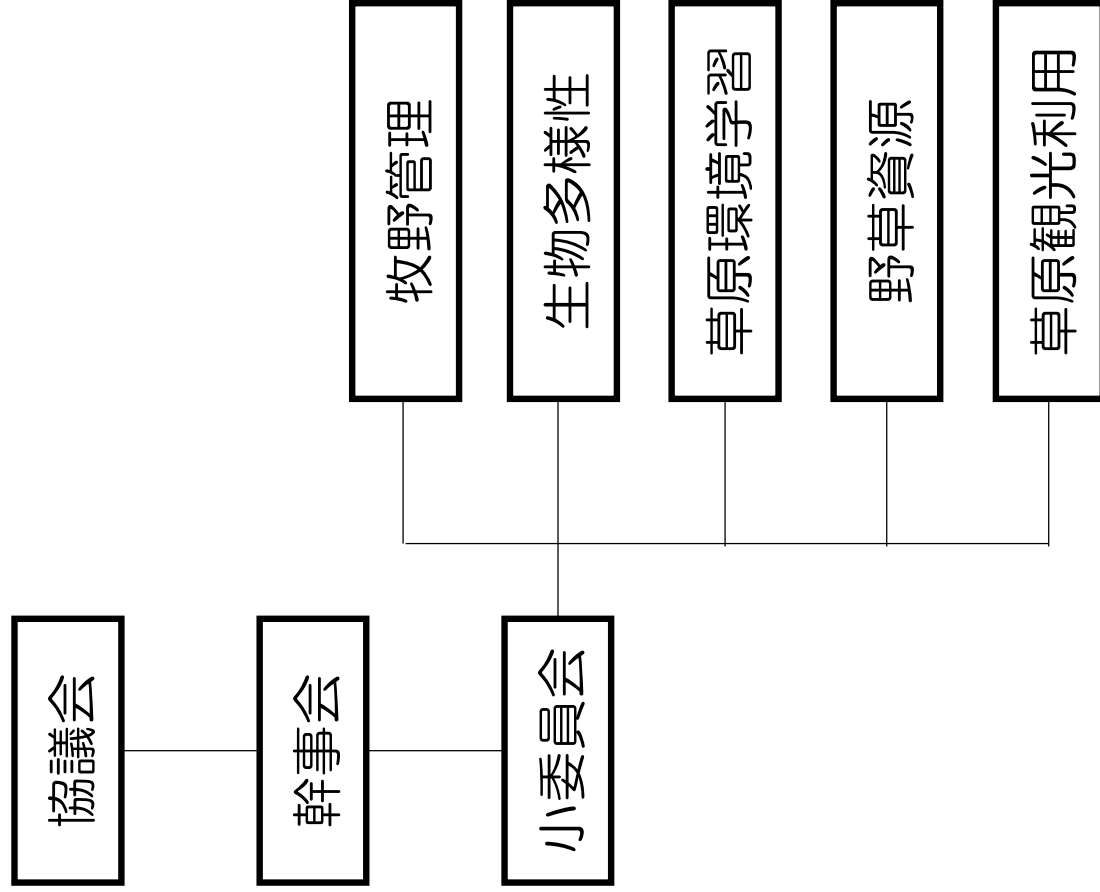 協議会
幹事会
小委員会
牧野管理
生物多様性
草原環境学習
野草資源
草原観光利用